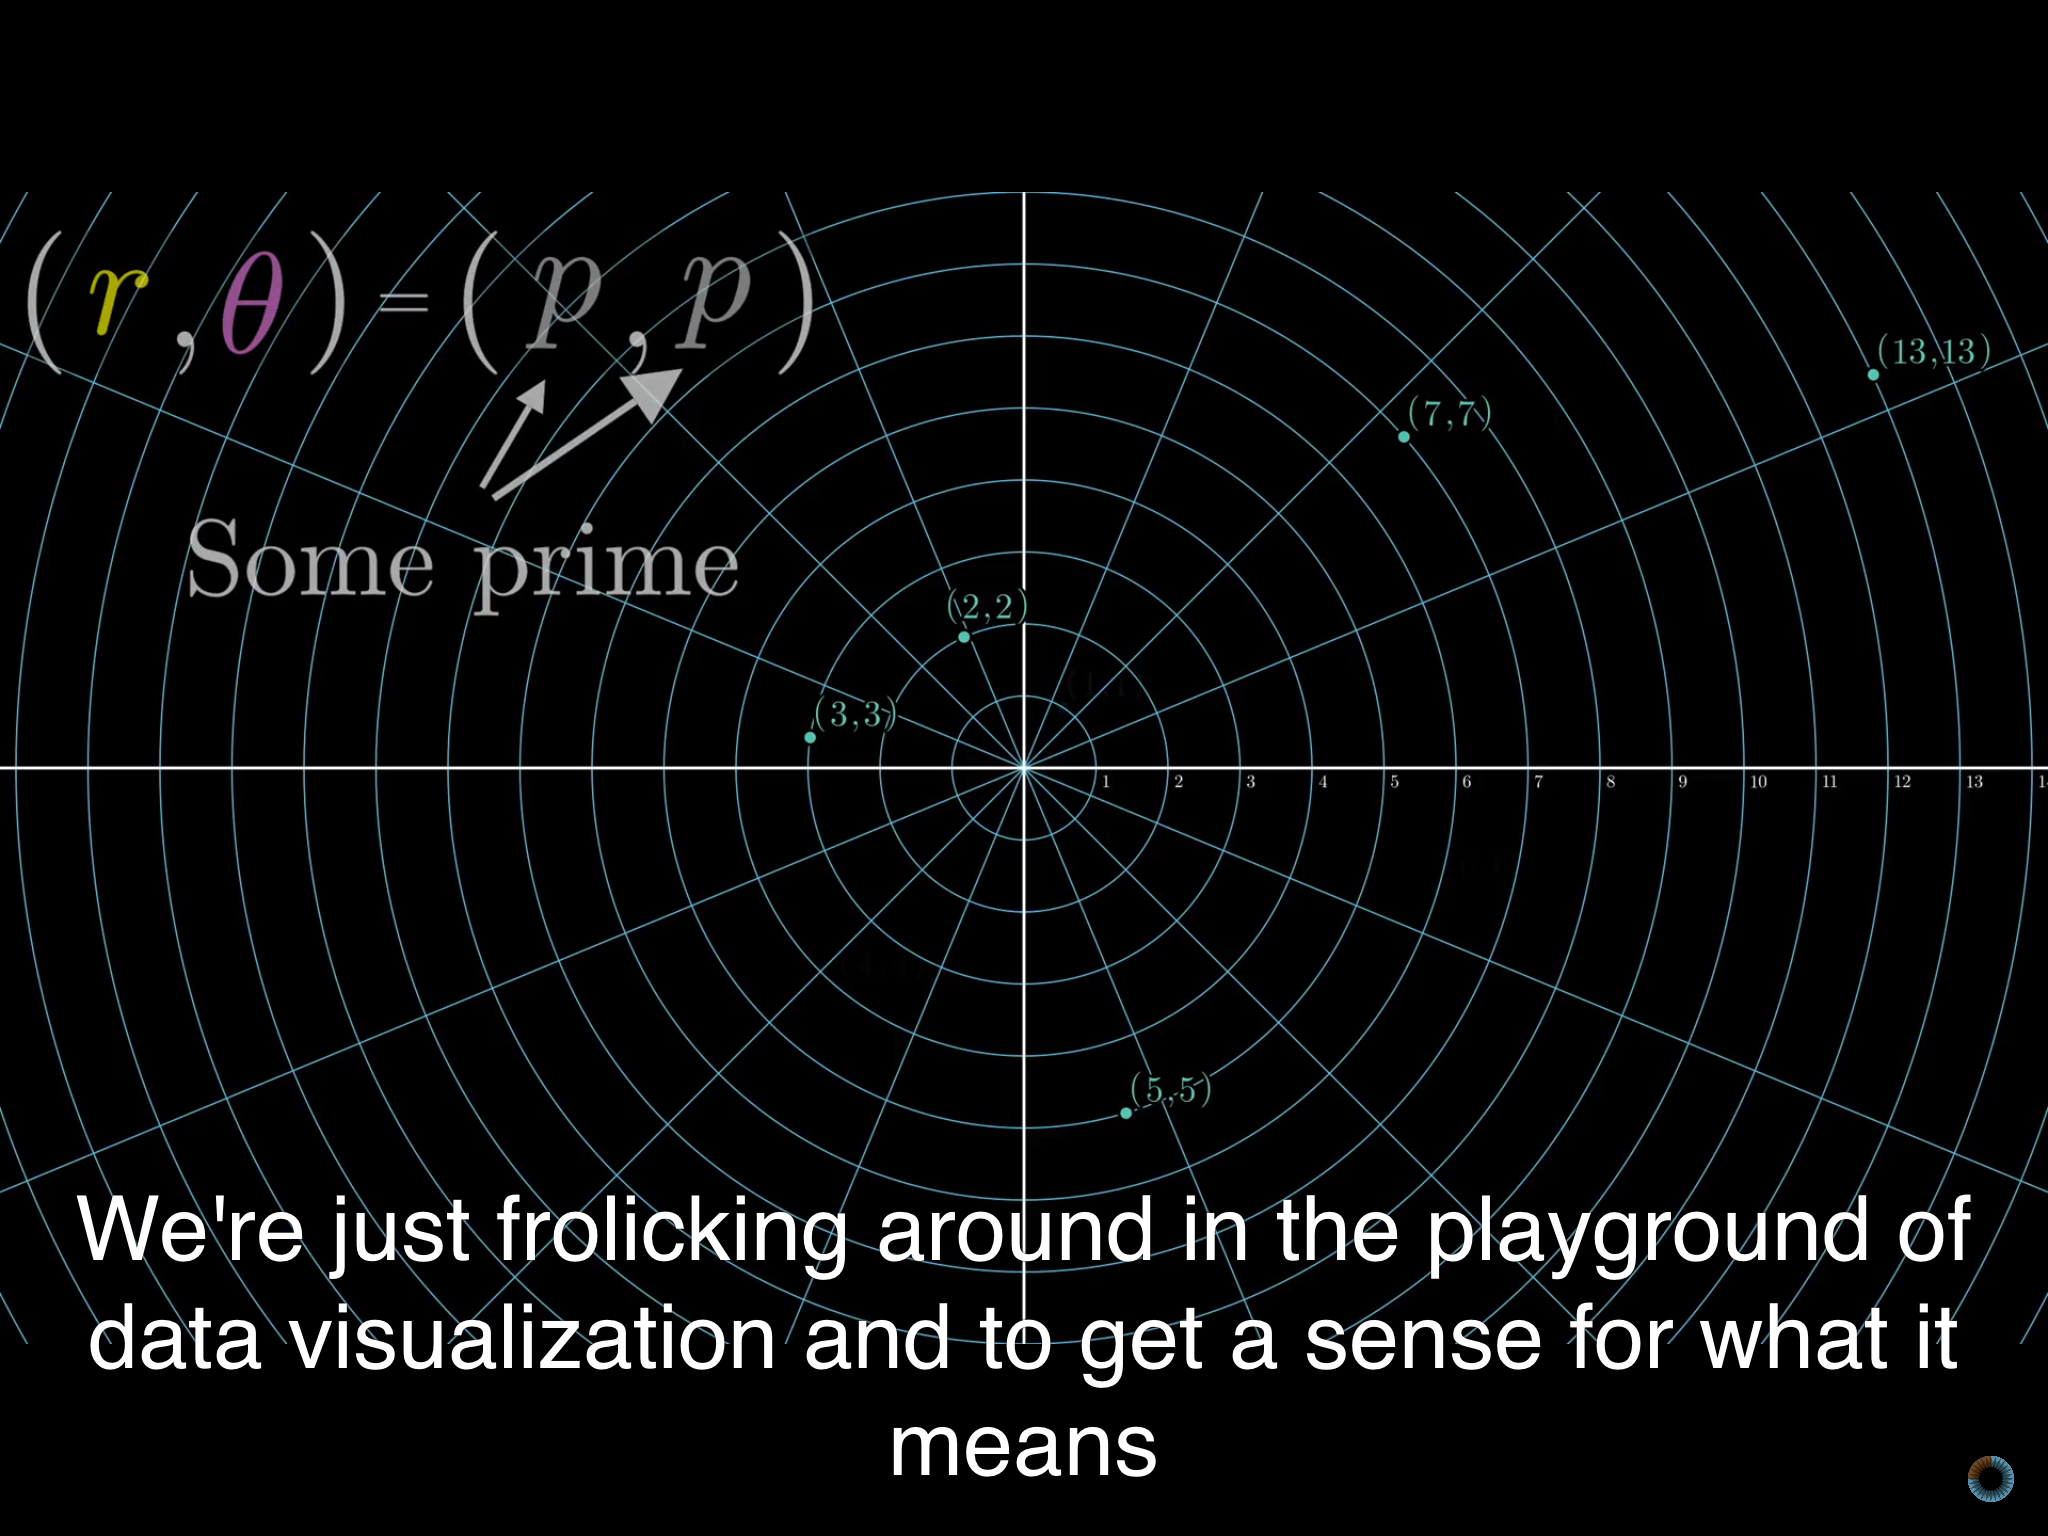 (r,θ) = (p,p)
Some prime
(13,13)
(7,7)
(2,2)
(3,3)
1 2 3 4 5 6 7 8 9 10 11 12 13
(5,5)
We're just frolicking around in the playground of
data visualization and to get a sense for what it
means